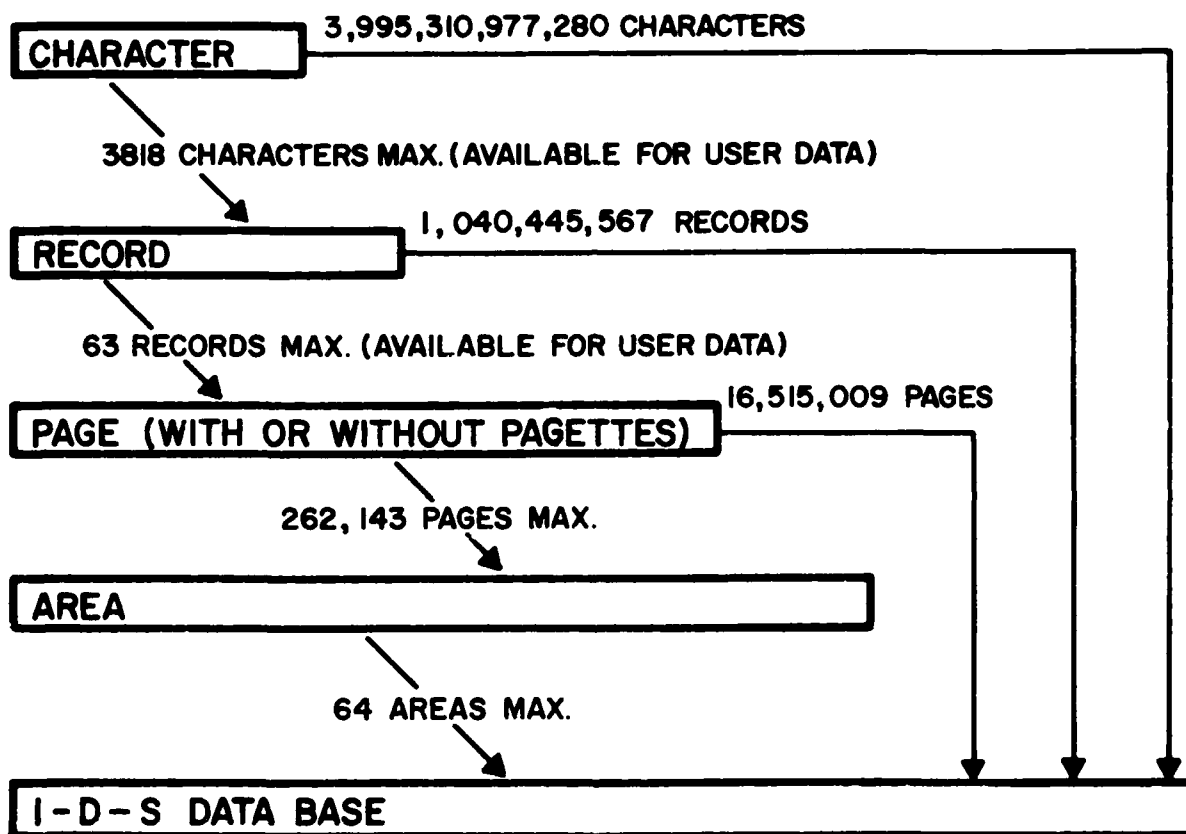 3,995,310,977,280 CHARACTERS
CHARACTER
3818 CHARACTERS MAX. (AVAILABLE FOR USER DATA)
1,040,445,567 RECORDS
RECORD
63 RECORDS MAX. (AVAILABLE FOR USER DATA)
16,515,009 PAGES
PAGE (WITH OR WITHOUT PAGETTES)
262,143 PAGES MAX.
AREA
64 AREAS MAX.
I-D-S DATA BASE